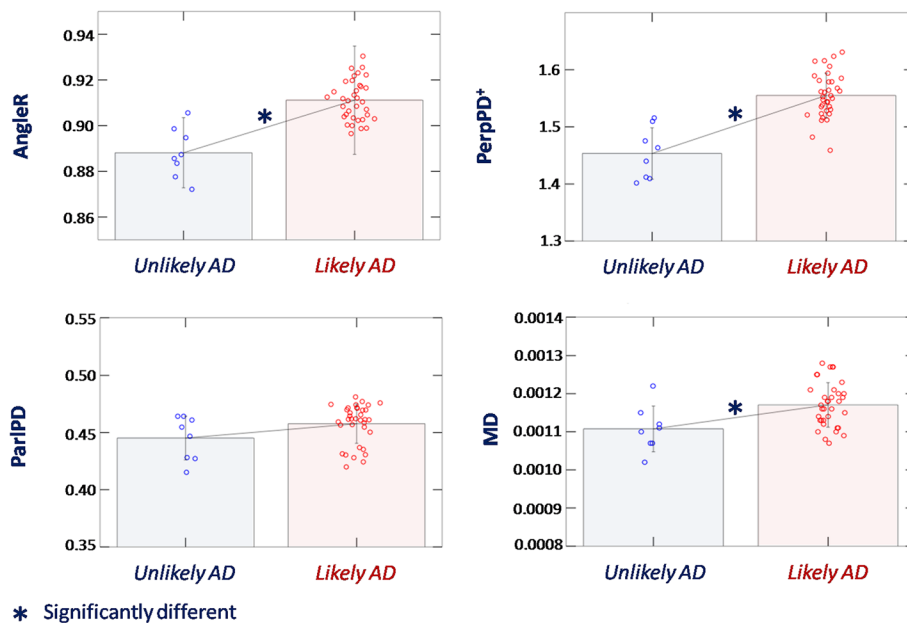 AngleR
0.94
0.92
0.90
0.88
0.86
*
Unlikely AD
Likely AD
PerpPD+
1.6
1.5
1.4
1.3
*
Unlikely AD
Likely AD
ParlPD
0.55
0.50
0.45
0.40
0.35
Unlikely AD
Likely AD
MD
0.0014
0.0013
0.0012
0.0011
0.0010
0.0009
0.0008
*
Unlikely AD
Likely AD
* Significantly different